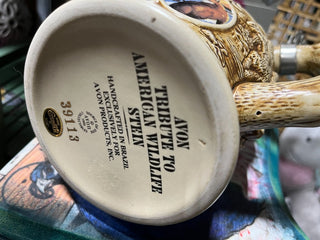 AVON
TRIBUTE TO
AMERICAN WILDLIFE
STEIN
HANDCRAFTED IN BRAZIL
EXCLUSIVELY FOR
AVON PRODUCTS, INC.
39113